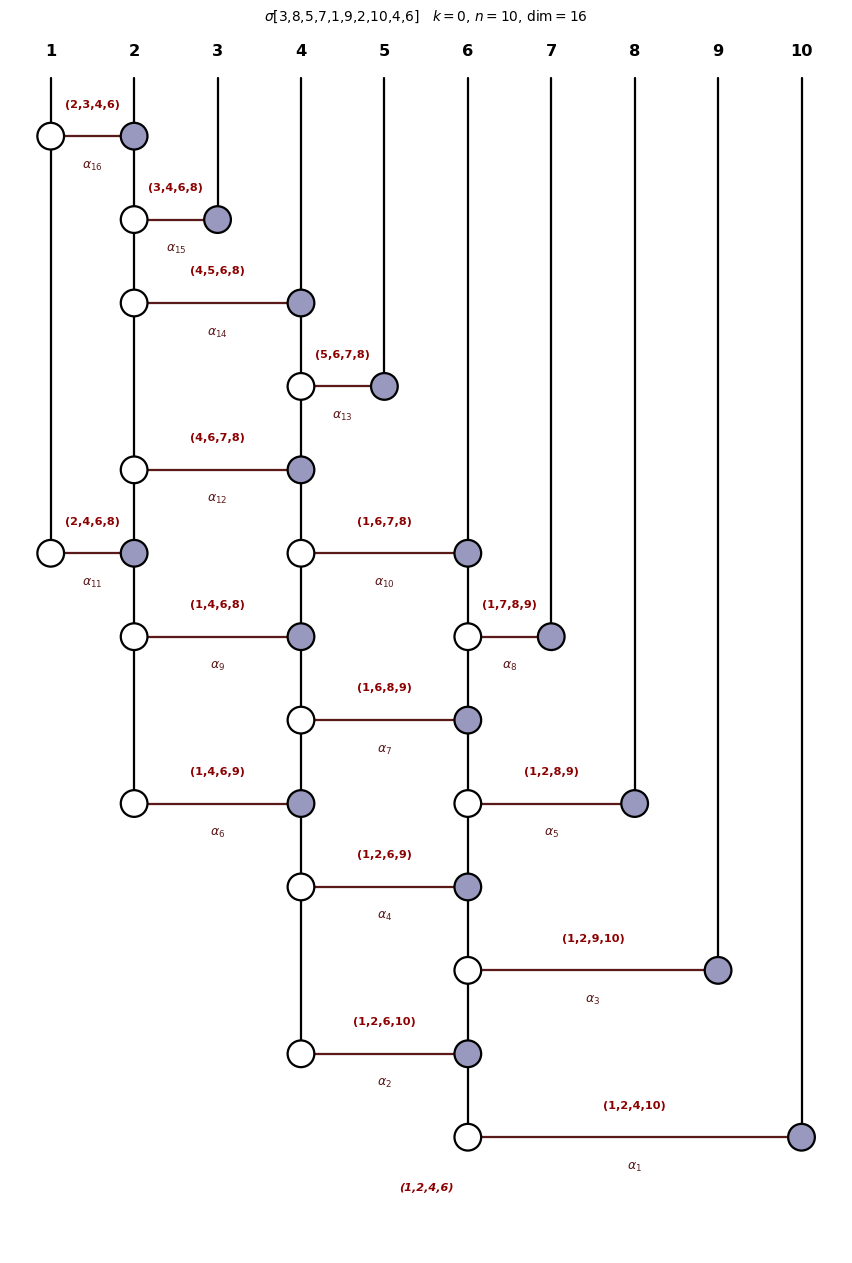 σ[3,8,5,7,1,9,2,10,4,6]   k=0, n=10, dim=16
1 2 3 4 5 6 7 8 9 10
(2,3,4,6)
α₁₆
(3,4,6,8)
α₁₅
(4,5,6,8)
α₁₄
(5,6,7,8)
α₁₃
(4,6,7,8)
α₁₂
(2,4,6,8) (1,6,7,8)
α₁₁ α₁₀
(1,4,6,8) (1,7,8,9)
α₉ α₈
(1,6,8,9)
α₇
(1,4,6,9) (1,2,8,9)
α₆ α₅
(1,2,6,9)
α₄
(1,2,9,10)
α₃
(1,2,6,10)
α₂
(1,2,4,10)
α₁
(1,2,4,6)